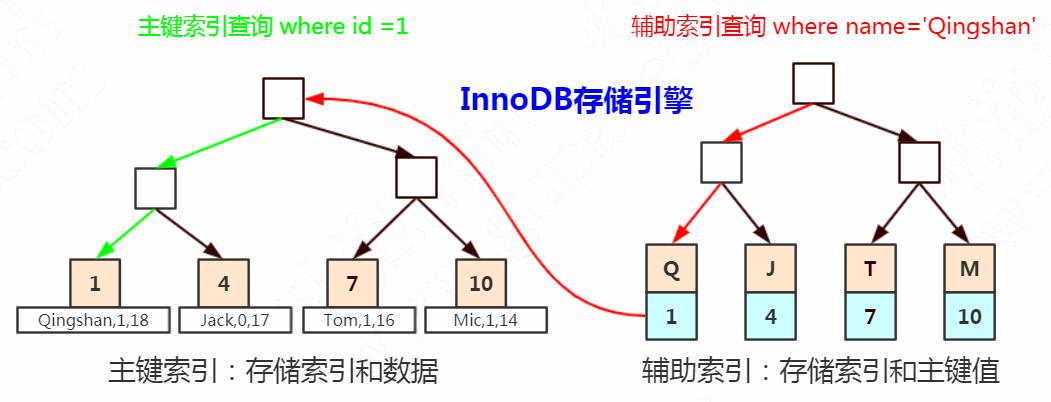 主键索引查询 where id =1
辅助索引查询 where name='Qingshan'
InnoDB存储引擎
1
4
7
10
Qingshan,1,18
Jack,0,17
Tom,1,16
Mic,1,14
Q
J
T
M
1
4
7
10
主键索引：存储索引和数据
辅助索引：存储索引和主键值